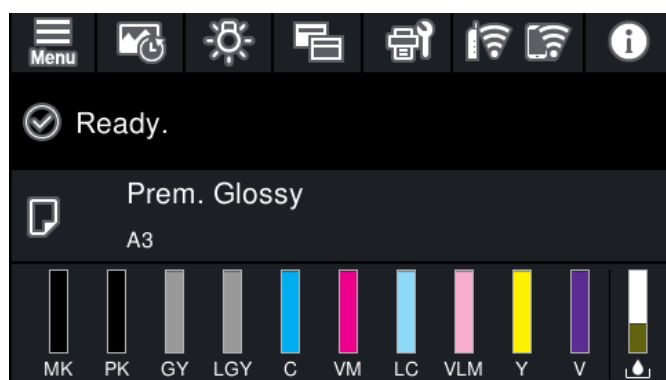 Menu
Ready.
Prem. Glossy
A3
MK PK GY LGY C VM LC VLM Y V